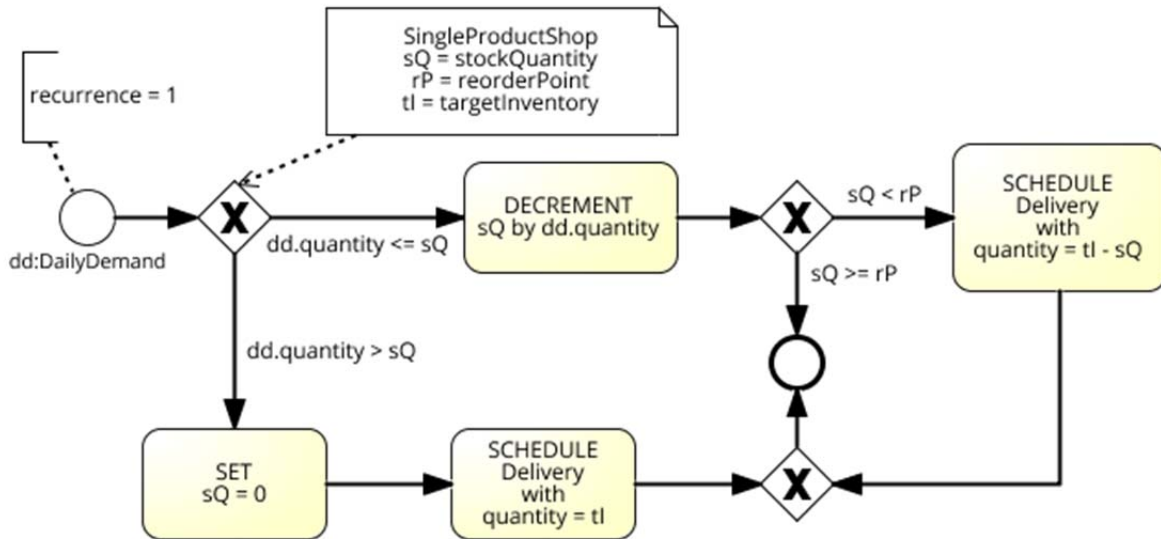 SingleProductShop
sQ = stockQuantity
rP = reorderPoint
tI = targetInventory
recurrence = 1
dd:DailyDemand
dd.quantity <= sQ
DECREMENT
sQ by dd.quantity
sQ < rP
SCHEDULE
Delivery
with
quantity = tI - sQ
sQ >= rP
dd.quantity > sQ
SET
sQ = 0
SCHEDULE
Delivery
with
quantity = tI